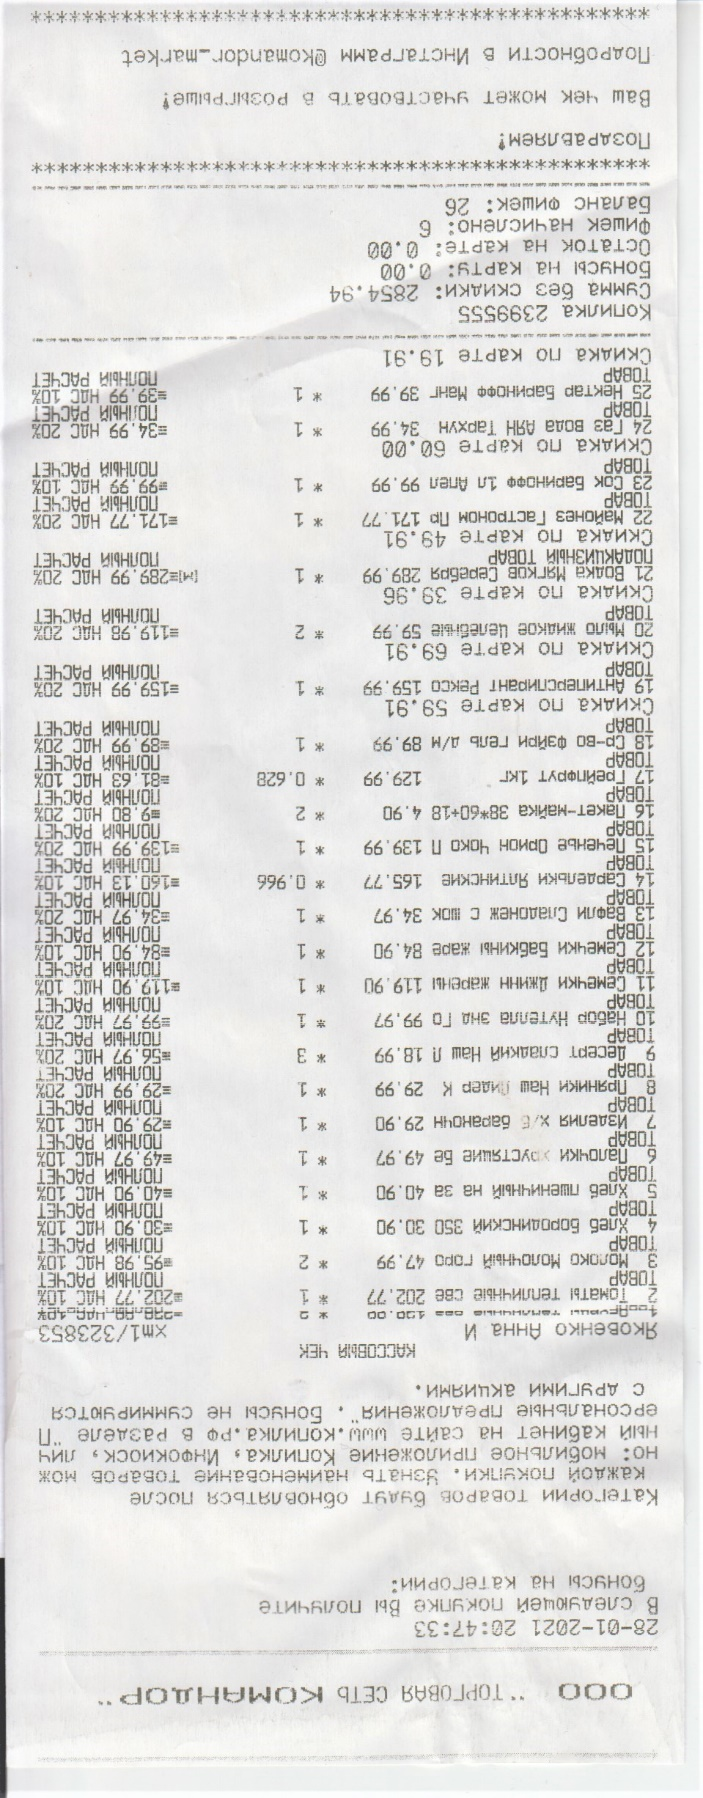 ООО "ТОРГОВАЯ СЕТЬ КОМАНДОР"
28-01-2021 20:47:33
В следующей покупке Вы получите
бонусы на категории:
Категории товаров будут обновляться после
каждой покупки. Узнать наименование товаров мож
но: мобильное приложение Копилка, Инфокиоск, лич
ный кабинет на сайте www.копилка.рф в разделе "П
ерсональные предложения". Бонусы не суммируются
с другими акциями.
КАССОВЫЙ ЧЕК
Яковенко Анна И xm1/323853
2 Томаты тепличные све 202.77 * 1 ≡202.77 НДС 10%
ТОВАР ПОЛНЫЙ РАСЧЕТ
3 Молоко Молочный горо 47.99 * 2 ≡95.98 НДС 10%
ТОВАР ПОЛНЫЙ РАСЧЕТ
4 Хлеб Бородинский 350 30.90 * 1 ≡30.90 НДС 10%
ТОВАР ПОЛНЫЙ РАСЧЕТ
5 Хлеб пшеничный на за 40.90 * 1 ≡40.90 НДС 10%
ТОВАР ПОЛНЫЙ РАСЧЕТ
6 Палочки хрустящие бе 49.97 * 1 ≡49.97 НДС 10%
ТОВАР ПОЛНЫЙ РАСЧЕТ
7 Изделия х/б бараночн 29.90 * 1 ≡29.90 НДС 10%
ТОВАР ПОЛНЫЙ РАСЧЕТ
8 Пряники Наш Лидер К 29.99 * 1 ≡29.99 НДС 20%
ТОВАР ПОЛНЫЙ РАСЧЕТ
9 Десерт сладкий Наш Л 18.99 * 3 ≡56.97 НДС 20%
ТОВАР ПОЛНЫЙ РАСЧЕТ
10 Набор Нутелла энд Го 99.97 * 1 ≡99.97 НДС 20%
ТОВАР ПОЛНЫЙ РАСЧЕТ
11 Семечки Джинн жарены 119.90 * 1 ≡119.90 НДС 10%
ТОВАР ПОЛНЫЙ РАСЧЕТ
12 Семечки Бабкины жаре 84.90 * 1 ≡84.90 НДС 10%
ТОВАР ПОЛНЫЙ РАСЧЕТ
13 Вафли Сладонеж с шок 34.97 * 1 ≡34.97 НДС 20%
ТОВАР ПОЛНЫЙ РАСЧЕТ
14 Сардельки Ялтинские 165.77 * 0.966 ≡160.13 НДС 10%
ТОВАР ПОЛНЫЙ РАСЧЕТ
15 Печенье Орион Чоко П 139.99 * 1 ≡139.99 НДС 20%
ТОВАР ПОЛНЫЙ РАСЧЕТ
16 Пакет-майка 38*60+18 4.90 * 2 ≡9.80 НДС 20%
ТОВАР ПОЛНЫЙ РАСЧЕТ
17 Грейпфрут 1кг 129.99 * 0.628 ≡81.63 НДС 10%
ТОВАР ПОЛНЫЙ РАСЧЕТ
18 Ср-во Фэйри гель д/м 89.99 * 1 ≡89.99 НДС 20%
ТОВАР ПОЛНЫЙ РАСЧЕТ
Скидка по карте 59.91
19 Антиперспирант Рексо 159.99 * 1 ≡159.99 НДС 20%
ТОВАР ПОЛНЫЙ РАСЧЕТ
Скидка по карте 69.91
20 Мыло жидкое Целебные 59.99 * 2 ≡119.98 НДС 20%
ТОВАР ПОЛНЫЙ РАСЧЕТ
Скидка по карте 39.96
21 Водка Мягков Серебря 289.99 * 1 [М]≡289.99 НДС 20%
ПОДАКЦИЗНЫЙ ТОВАР ПОЛНЫЙ РАСЧЕТ
Скидка по карте 49.91
22 Майонез Гастроном Пр 171.77 * 1 ≡171.77 НДС 20%
ТОВАР ПОЛНЫЙ РАСЧЕТ
23 Сок Баринофф 1л Апел 99.99 * 1 ≡99.99 НДС 10%
ТОВАР ПОЛНЫЙ РАСЧЕТ
Скидка по карте 60.00
24 Газ вода АЯН Тархун 34.99 * 1 ≡34.99 НДС 20%
ТОВАР ПОЛНЫЙ РАСЧЕТ
25 Нектар Баринофф Манг 39.99 * 1 ≡39.99 НДС 10%
ТОВАР ПОЛНЫЙ РАСЧЕТ
Скидка по карте 19.91
Копилка 2399555
Сумма без скидки: 2854.94
Бонусы на карту: 0.00
Остаток на карте: 0.00
Фишек начислено: 6
Баланс фишек: 26
************************************************
Поздравляем!
Ваш чек может участвовать в розыгрыше!
Подробности в Инстаграмм @komandor_market
************************************************